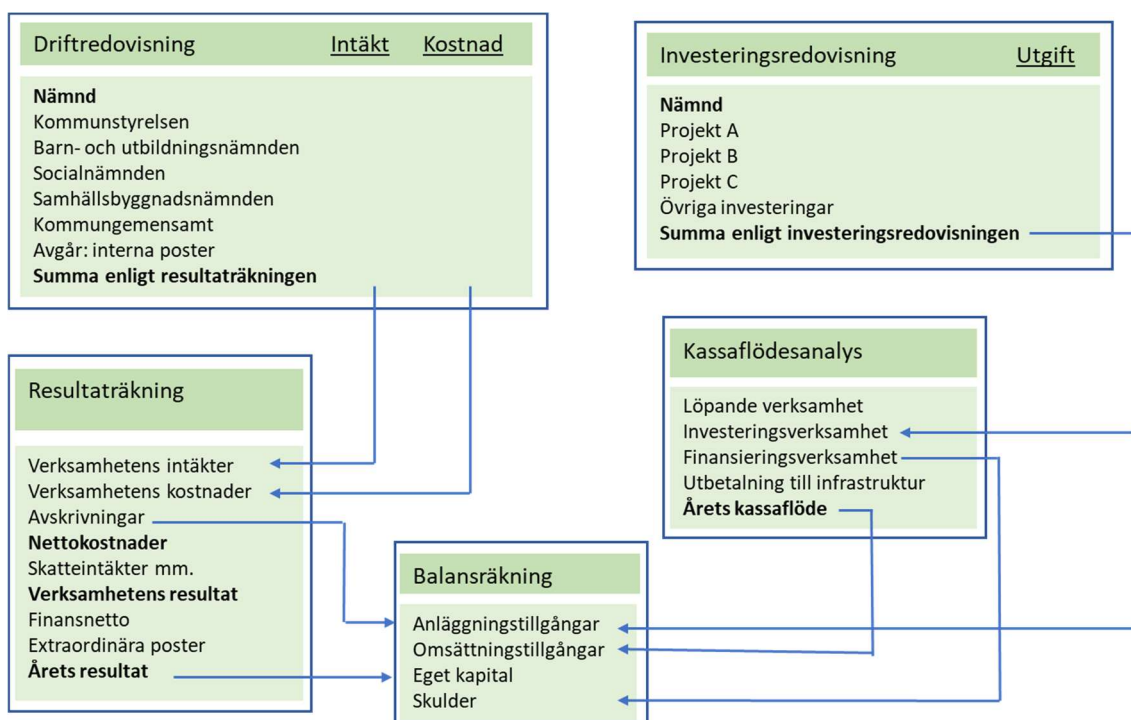 Driftredovisning Intäkt Kostnad
Nämnd
Kommunstyrelsen
Barn- och utbildningsnämnden
Socialnämnden
Samhällsbyggnadsnämnden
Kommungemensamt
Avgår: interna poster
Summa enligt resultaträkningen
Investeringsredovisning Utgift
Nämnd
Projekt A
Projekt B
Projekt C
Övriga investeringar
Summa enligt investeringsredovisningen
Resultaträkning
Verksamhetens intäkter
Verksamhetens kostnader
Avskrivningar
Nettokostnader
Skatteintäkter mm.
Verksamhetens resultat
Finansnetto
Extraordinära poster
Årets resultat
Kassaflödesanalys
Löpande verksamhet
Investeringsverksamhet
Finansieringsverksamhet
Utbetalning till infrastruktur
Årets kassaflöde
Balansräkning
Anläggningstillgångar
Omsättningstillgångar
Eget kapital
Skulder